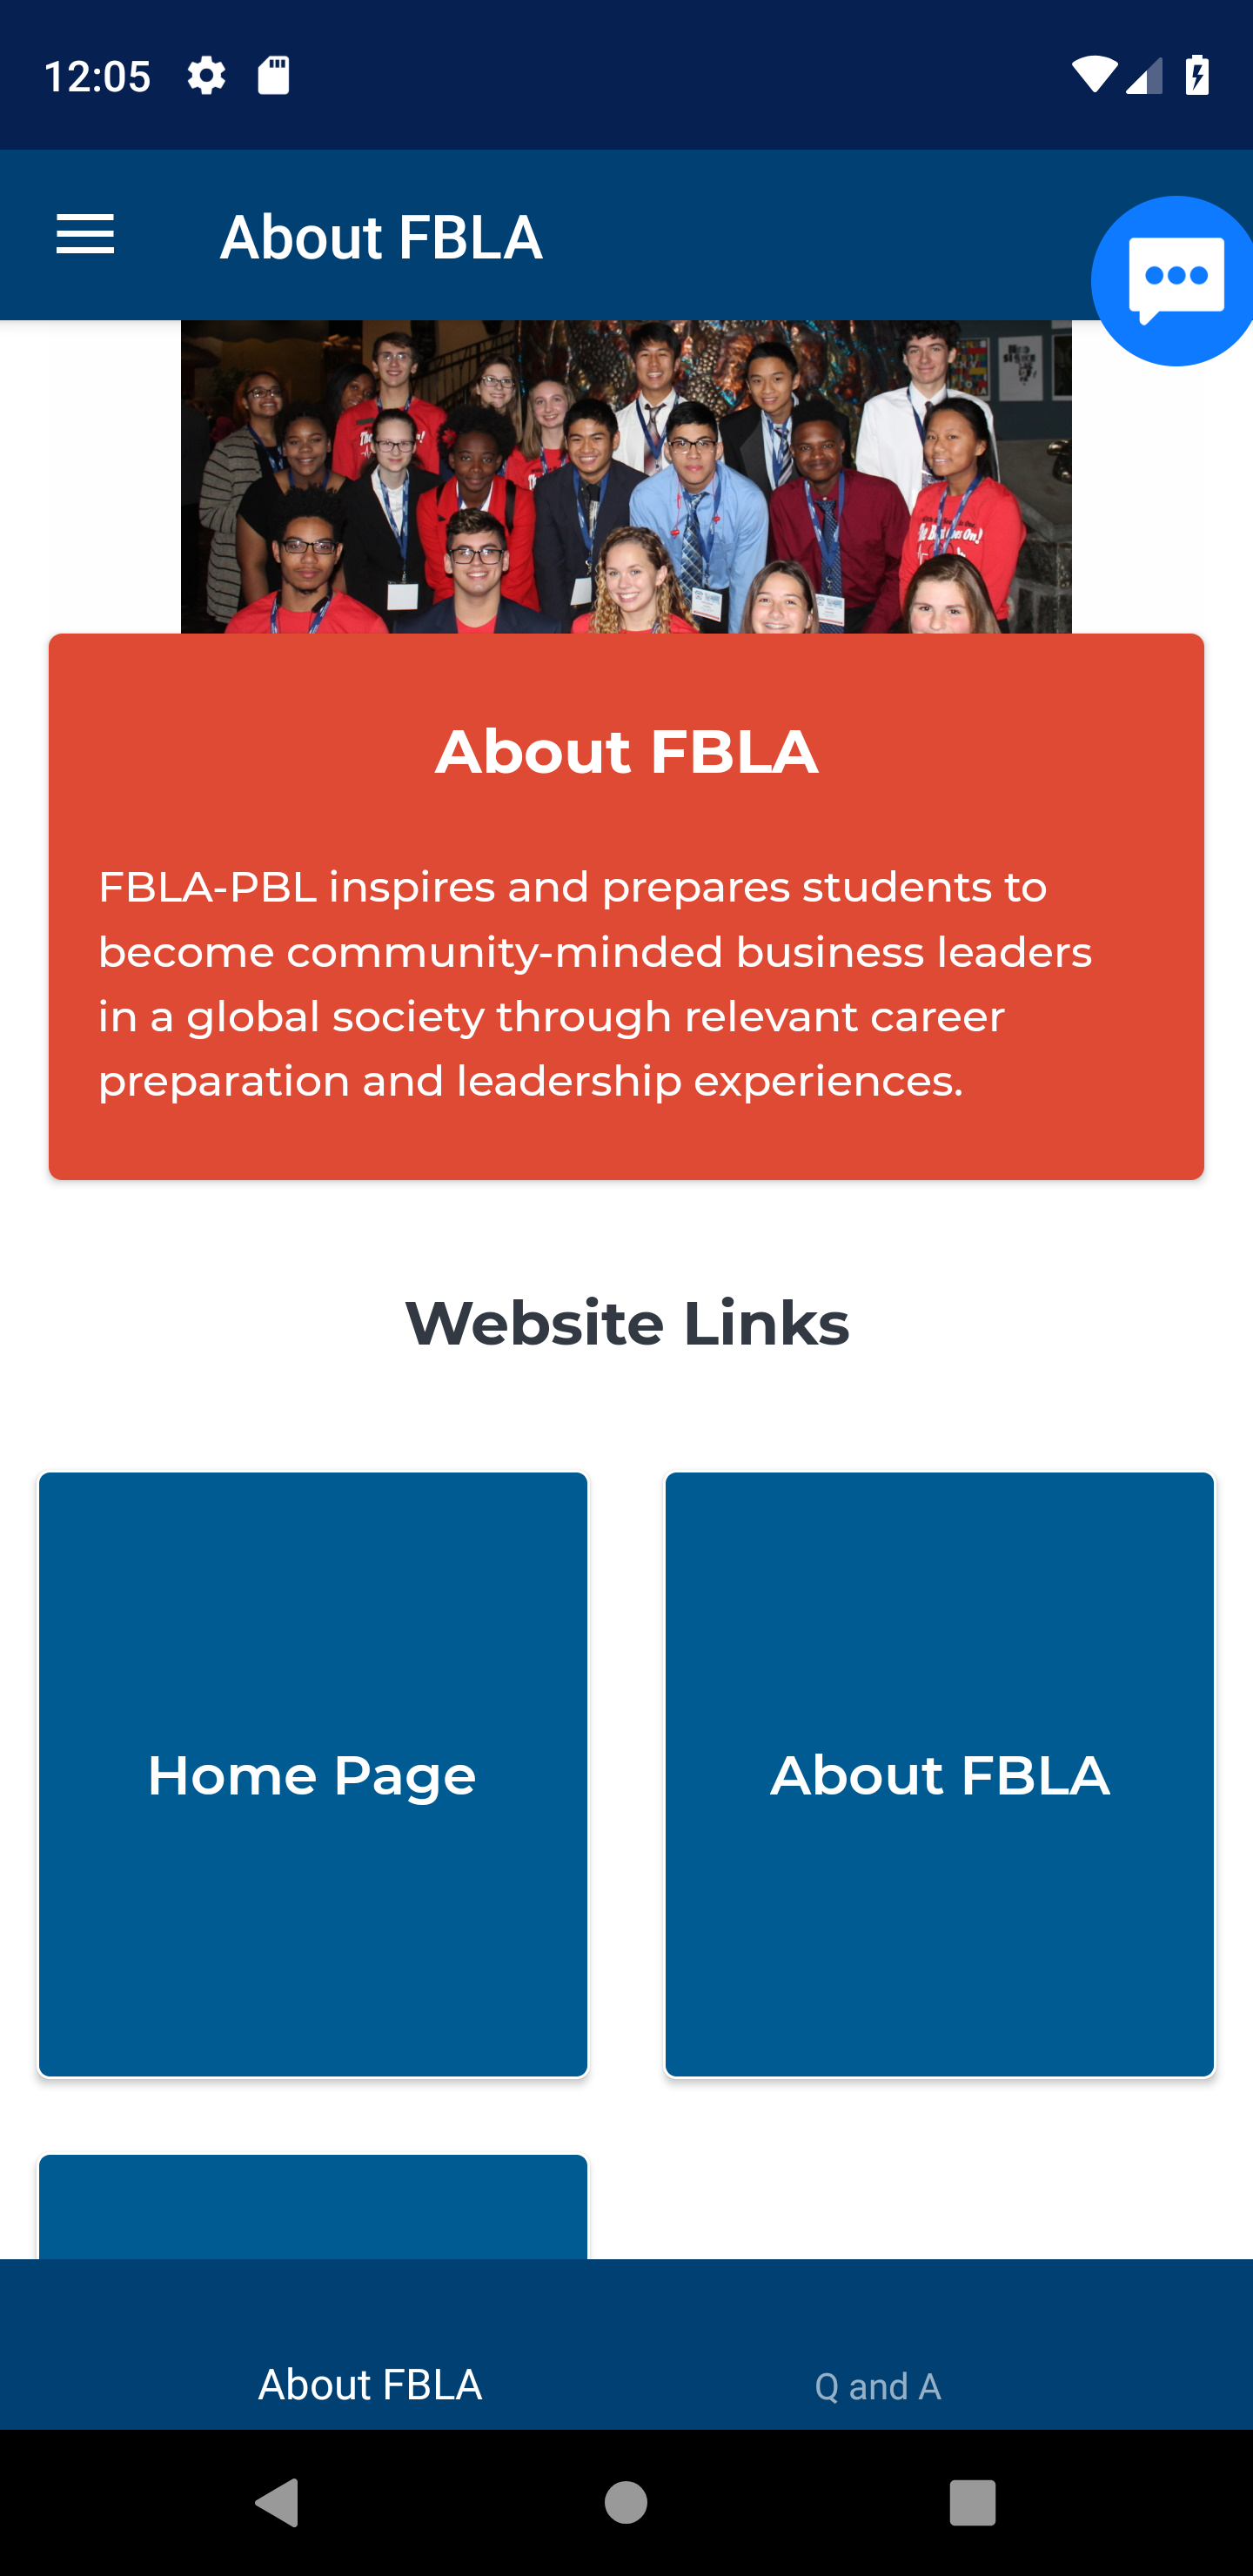 12:05
About FBLA
About FBLA
FBLA-PBL inspires and prepares students to
become community-minded business leaders
in a global society through relevant career
preparation and leadership experiences.
Website Links
Home Page
About FBLA
About FBLA
Q and A